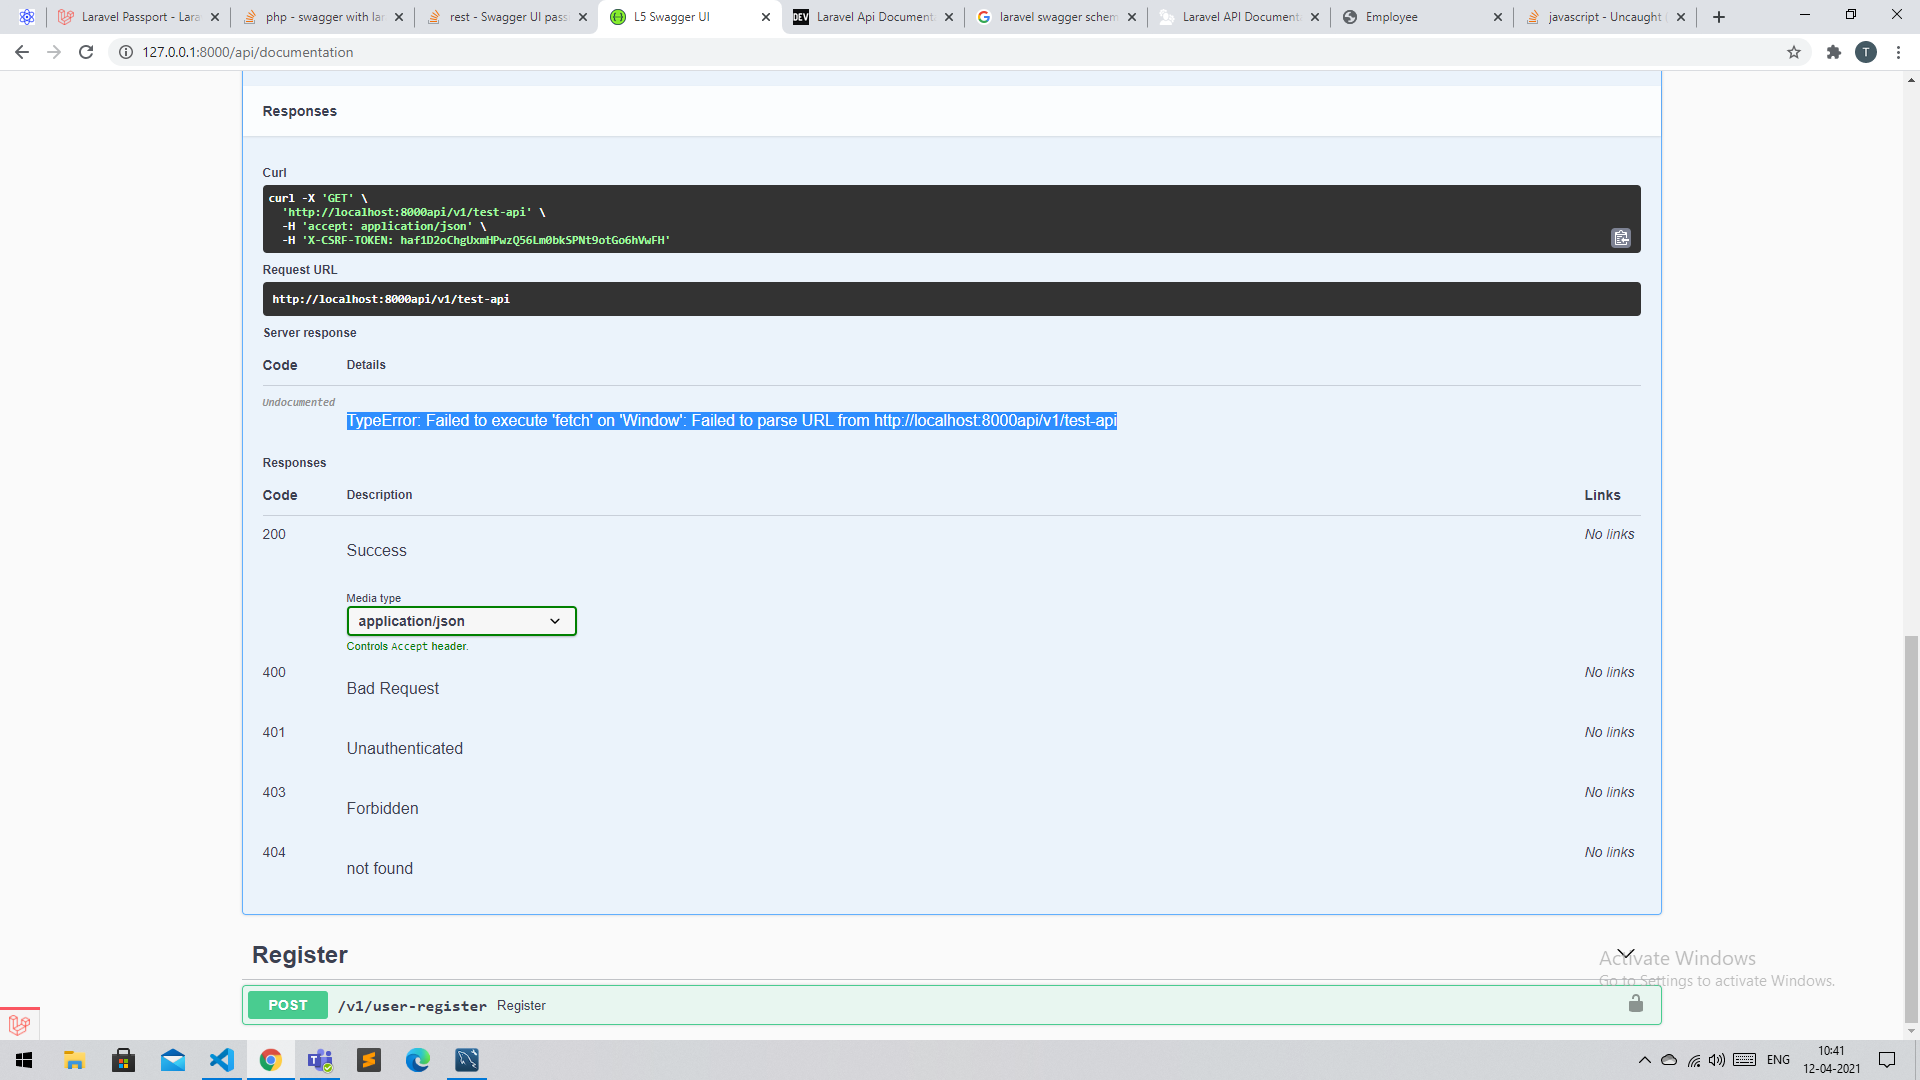 Laravel Passport - Lara
php - swagger with lar
rest - Swagger UI pass
L5 Swagger UI
DEV
Laravel Api Documenta
laravel swagger schem
Laravel API Documenta
Employee
javascript - Uncaught
127.0.0.1:8000/api/documentation
T
Responses
Curl
curl -X 'GET' \
'http://localhost:8000api/v1/test-api' \
-H 'accept: application/json' \
-H 'X-CSRF-TOKEN: haf1D2oChgUxmHPwzQ56Lm0bkSPNt9otGo6hVwFH'
Request URL
http://localhost:8000api/v1/test-api
Server response
Code Details
Undocumented
TypeError: Failed to execute 'fetch' on 'Window': Failed to parse URL from http://localhost:8000api/v1/test-api
Responses
Code Description Links
200 No links
Success
Media type
application/json
Controls Accept header.
400 No links
Bad Request
401 No links
Unauthenticated
403 No links
Forbidden
404 No links
not found
Register
Activate Windows
Go to Settings to activate Windows.
POST /v1/user-register Register
ENG
10:41
12-04-2021